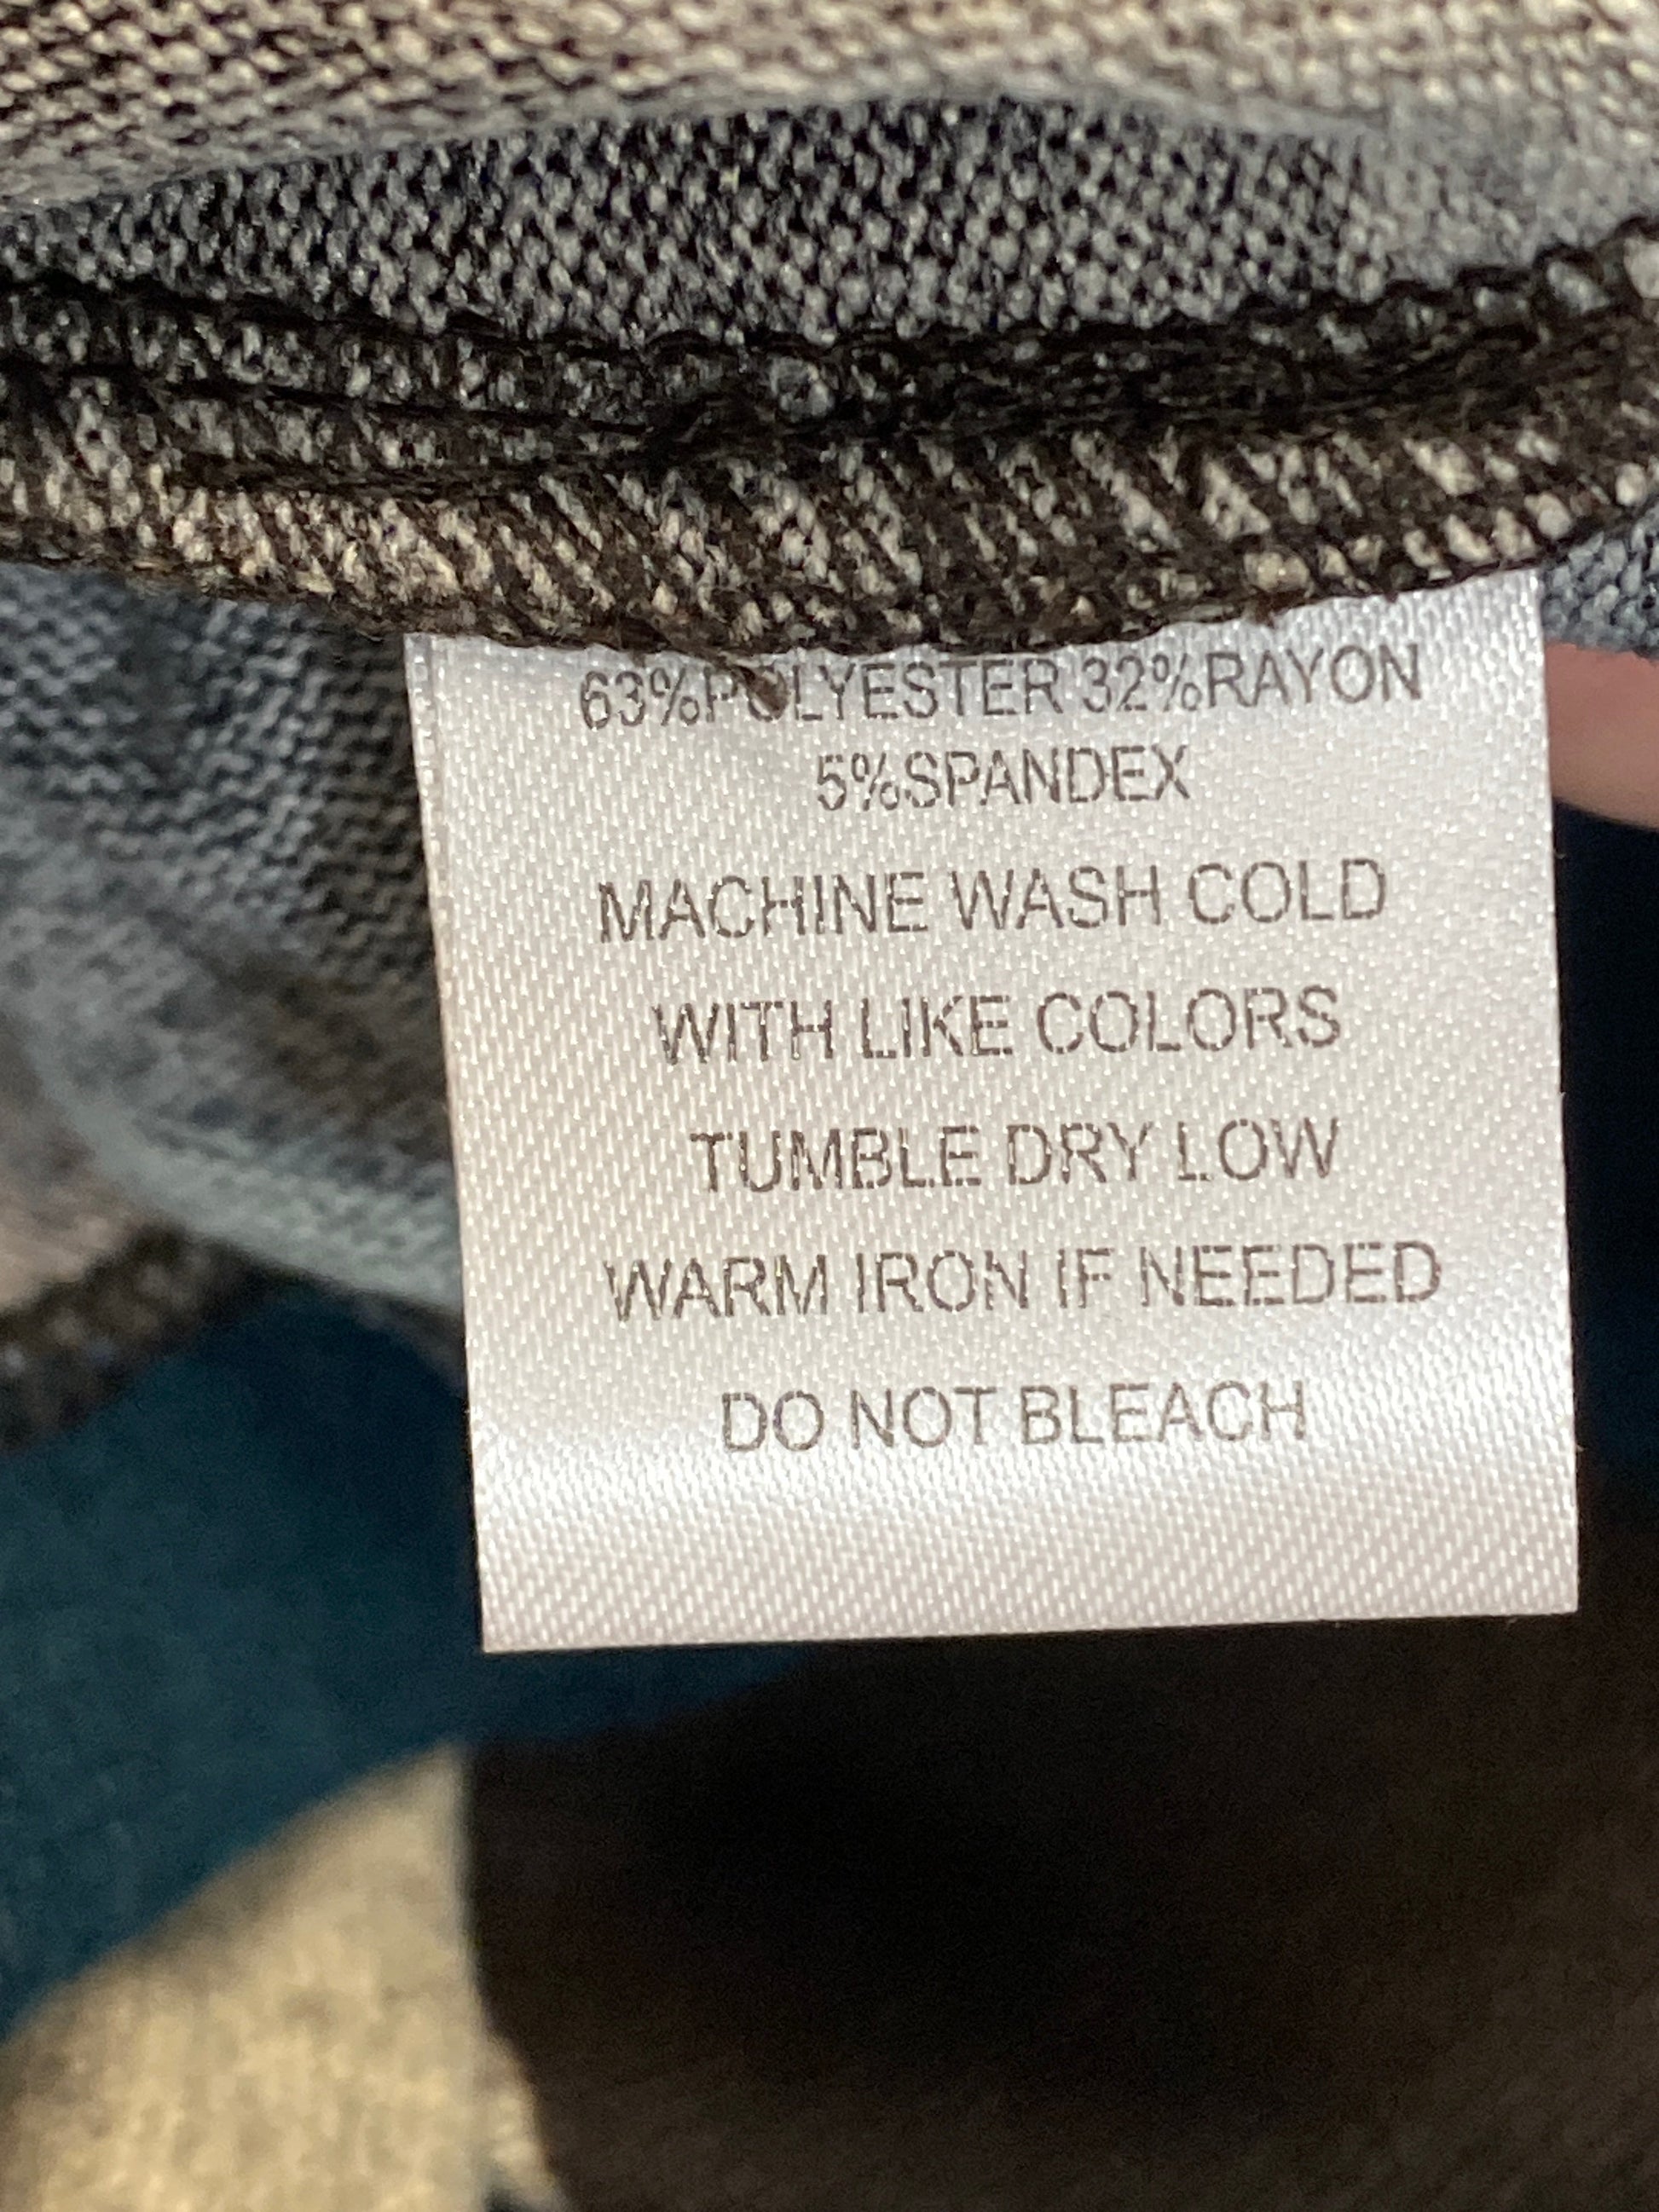 63%POLYESTER 32%RAYON
5%SPANDEX
MACHINE WASH COLD
WITH LIKE COLORS
TUMBLE DRY LOW
WARM IRON IF NEEDED
DO NOT BLEACH